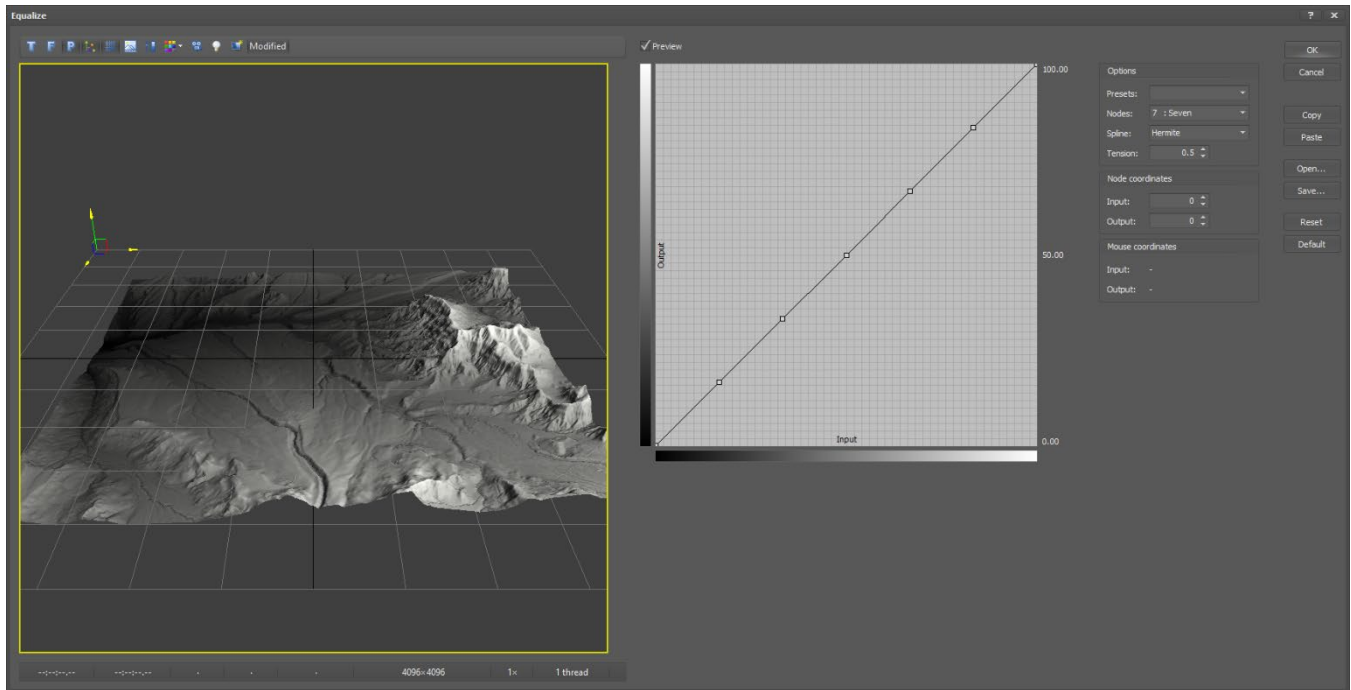 Equalize
? ×
T F P Modified
Preview
100.00
50.00
0.00
Output
Input
Options
Presets:
Nodes: 7 : Seven
Spline: Hermite
Tension: 0.5
Node coordinates
Input: 0
Output: 0
Mouse coordinates
Input: -
Output: -
OK
Cancel
Copy
Paste
Open...
Save...
Reset
Default
--:--:--.-- --:--:--.-- . . . 4096×4096 1× 1 thread